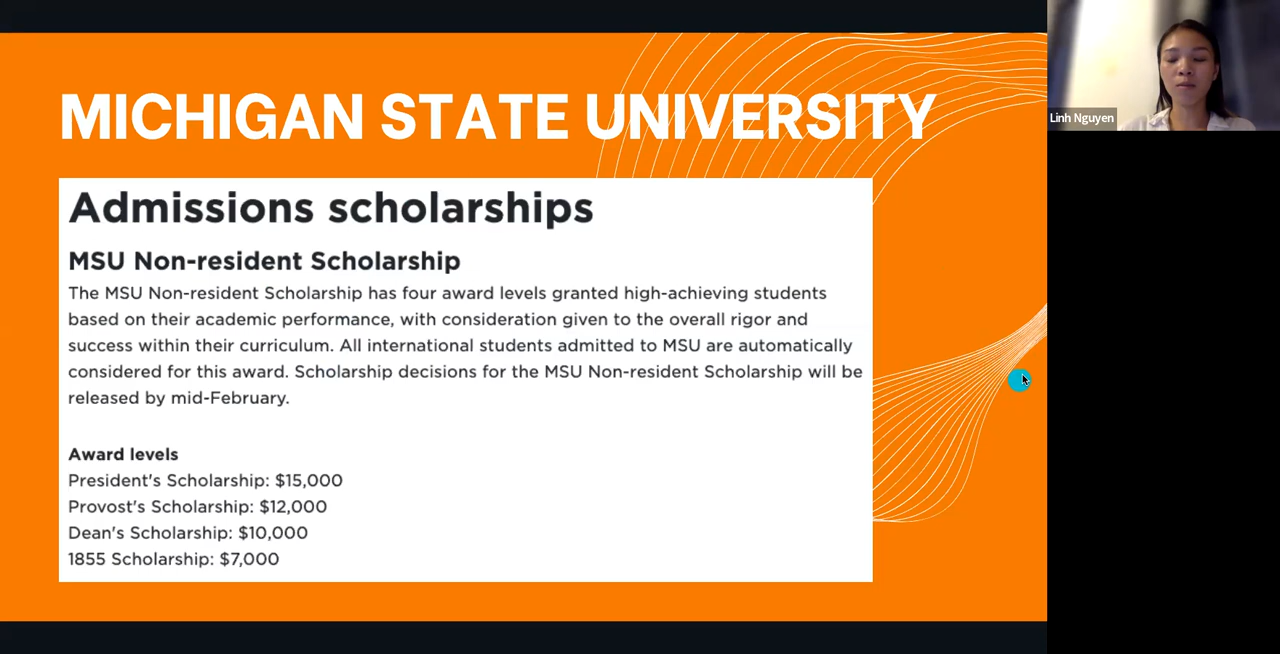 MICHIGAN STATE UNIVERSITY
Admissions scholarships
MSU Non-resident Scholarship
The MSU Non-resident Scholarship has four award levels granted high-achieving students
based on their academic performance, with consideration given to the overall rigor and
success within their curriculum. All international students admitted to MSU are automatically
considered for this award. Scholarship decisions for the MSU Non-resident Scholarship will be
released by mid-February.
Award levels
President's Scholarship: $15,000
Provost's Scholarship: $12,000
Dean's Scholarship: $10,000
1855 Scholarship: $7,000
Linh Nguyen